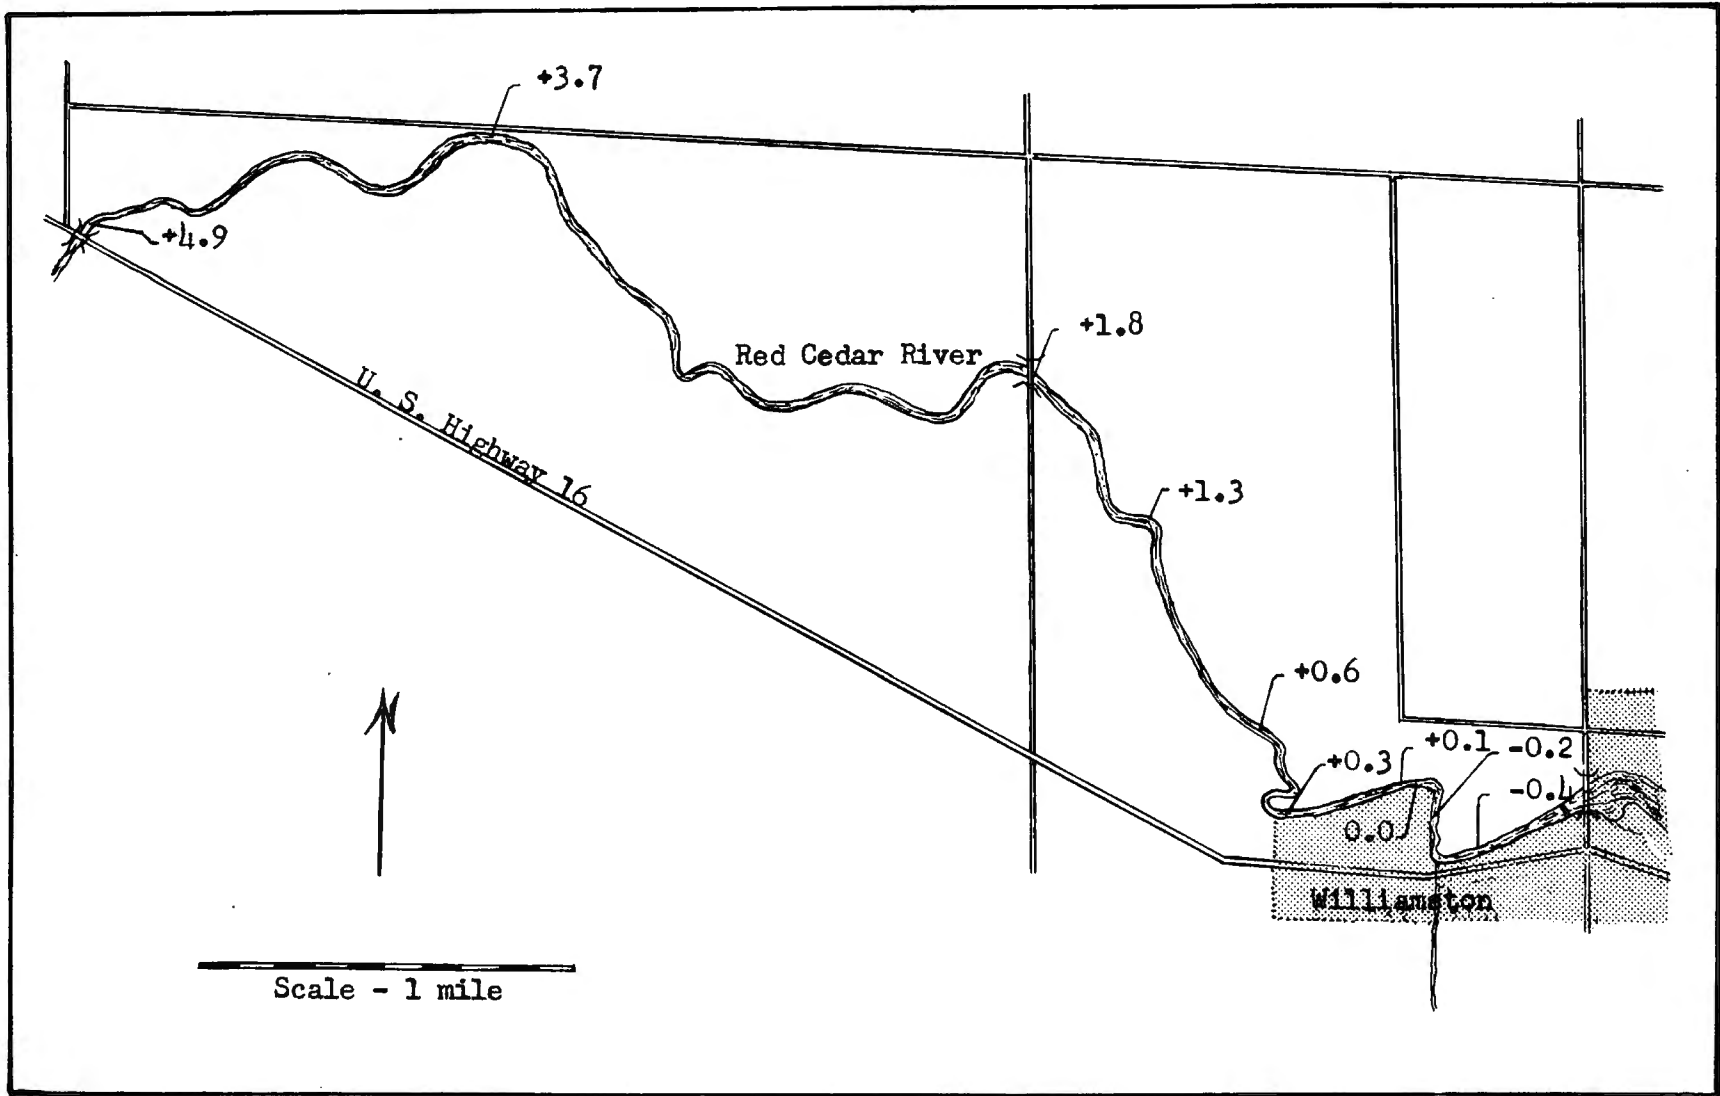 +3.7
+4.9
+1.8
Red Cedar River
U. S. Highway 16
+1.3
+0.6
+0.1
-0.2
+0.3
-0.4
0.0
Williamston
N
Scale - 1 mile